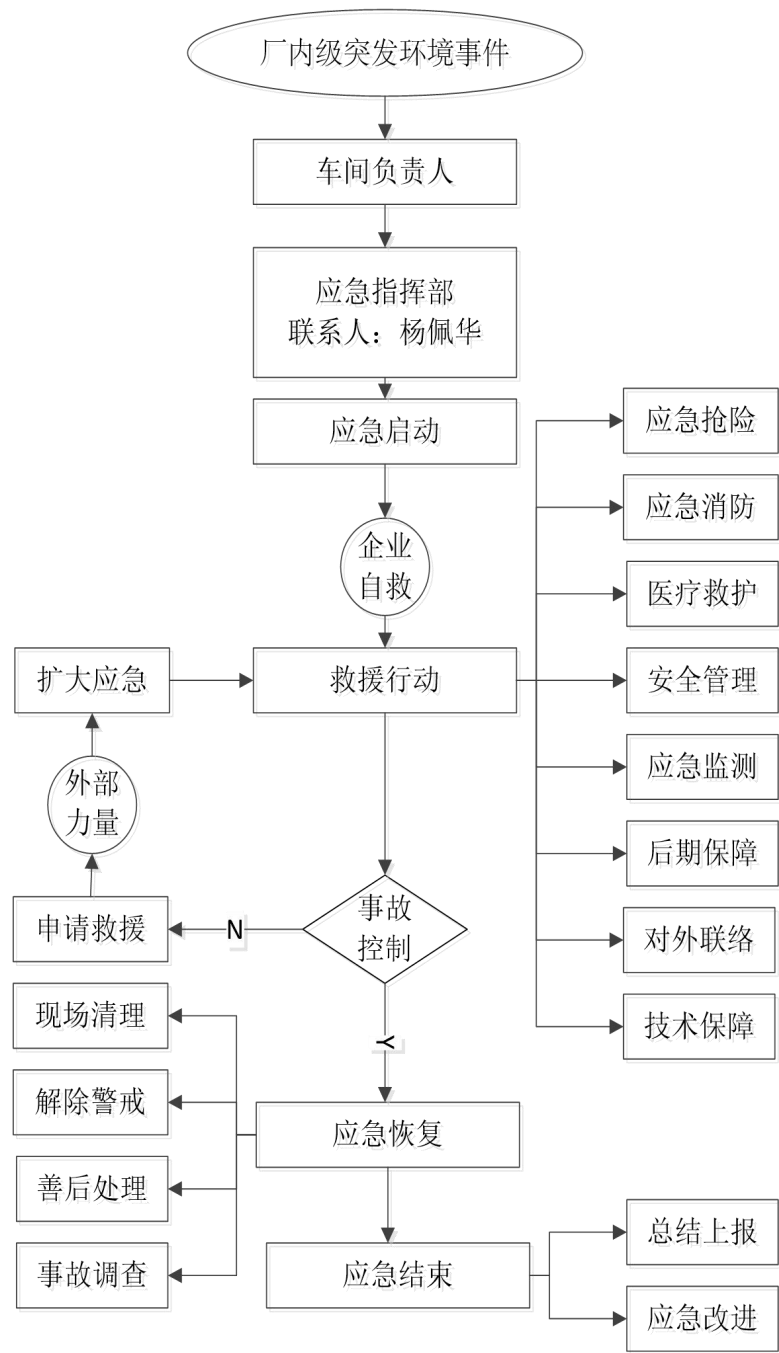 厂内级突发环境事件
车间负责人
应急指挥部
联系人：杨佩华
应急启动
应急抢险
应急消防
企业
自救
医疗救护
扩大应急
救援行动
安全管理
外部
力量
应急监测
后期保障
事故
控制
申请救援
N
对外联络
现场清理
技术保障
Y
解除警戒
应急恢复
善后处理
总结上报
事故调查
应急结束
应急改进